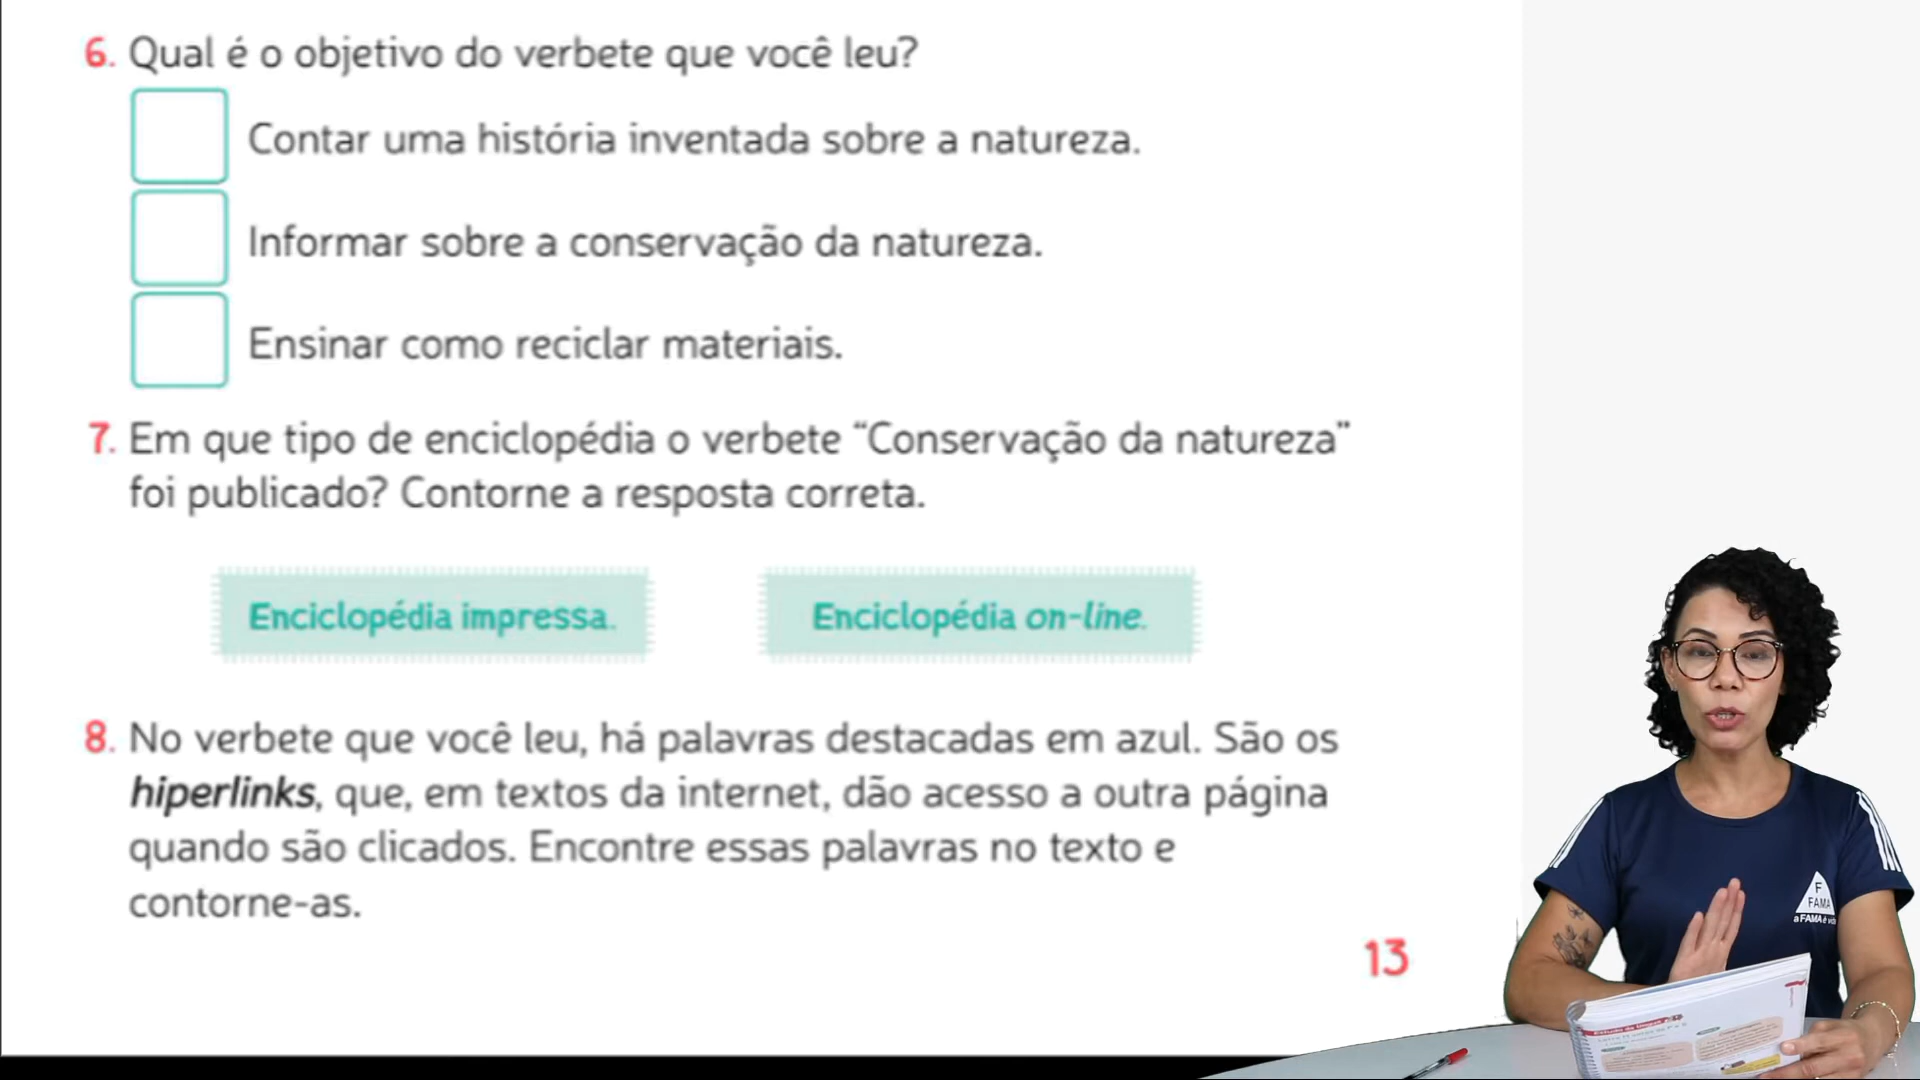 6. Qual é o objetivo do verbete que você leu?
Contar uma história inventada sobre a natureza.
Informar sobre a conservação da natureza.
Ensinar como reciclar materiais.
7. Em que tipo de enciclopédia o verbete “Conservação da natureza”
foi publicado? Contorne a resposta correta.
Enciclopédia impressa.
Enciclopédia on-line.
8. No verbete que você leu, há palavras destacadas em azul. São os
hiperlinks, que, em textos da internet, dão acesso a outra página
quando são clicados. Encontre essas palavras no texto e
contorne-as.
13
F
FAMA
a FAMA é